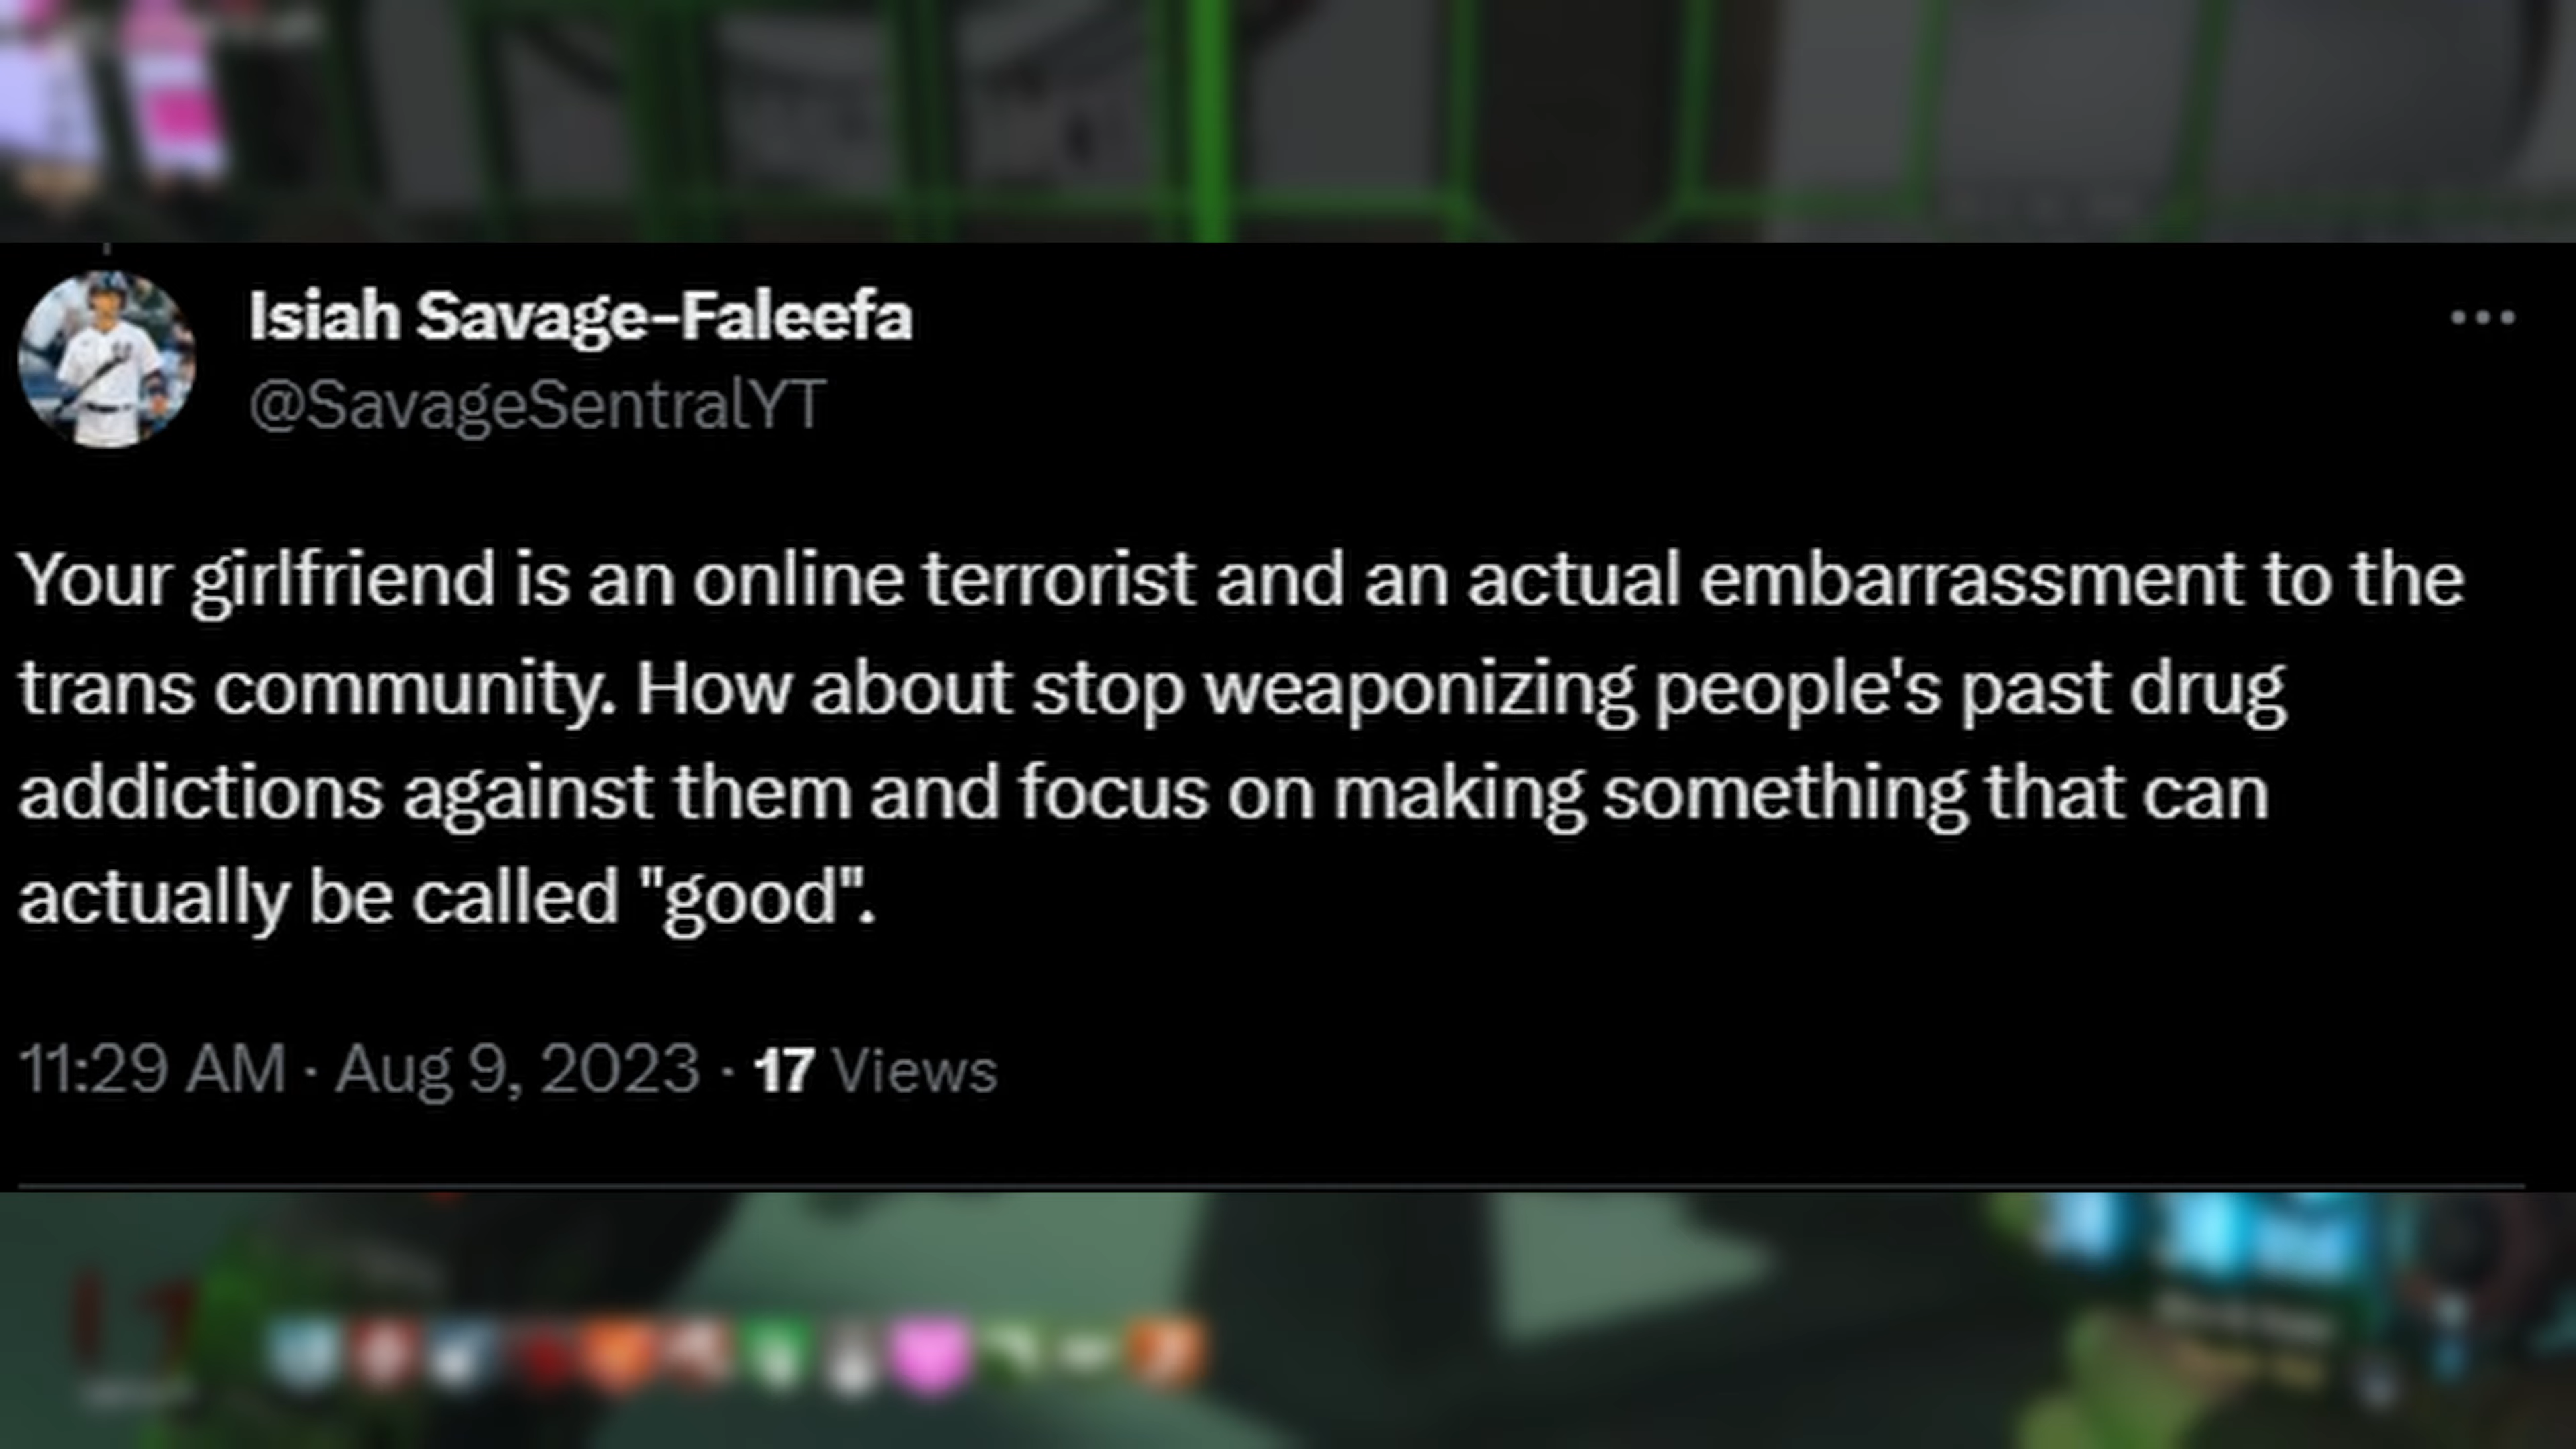 Isiah Savage-Faleefa
@SavageSentralYT
Your girlfriend is an online terrorist and an actual embarrassment to the
trans community. How about stop weaponizing people's past drug
addictions against them and focus on making something that can
actually be called "good".
11:29 AM · Aug 9, 2023 · 17 Views